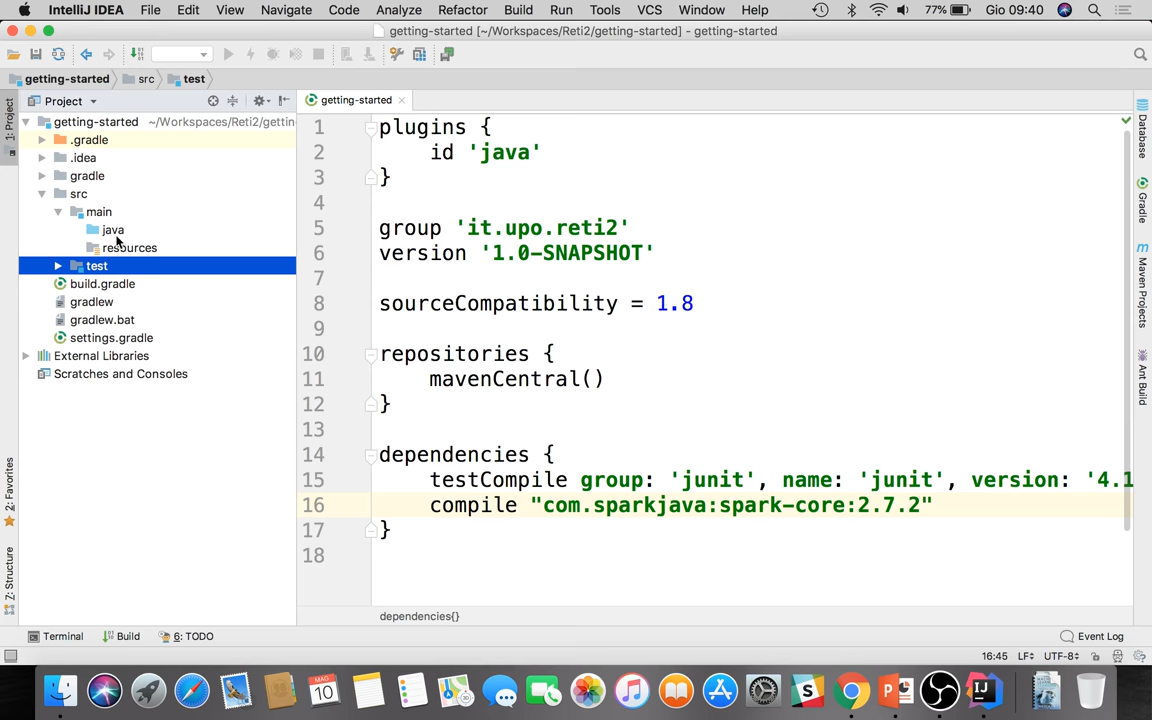 IntelliJ IDEA File Edit View Navigate Code Analyze Refactor Build Run Tools VCS Window Help 77% Gio 09:40
getting-started [~/Workspaces/Reti2/getting-started] - getting-started
getting-started src test
1: Project
Project
getting-started
getting-started ~/Workspaces/Reti2/gettin
.gradle
.idea
gradle
src
main
java
resources
test
build.gradle
gradlew
gradlew.bat
settings.gradle
External Libraries
Scratches and Consoles
1 plugins {
2 id 'java'
3 }
4
5 group 'it.upo.reti2'
6 version '1.0-SNAPSHOT'
7
8 sourceCompatibility = 1.8
9
10 repositories {
11 mavenCentral()
12 }
13
14 dependencies {
15 testCompile group: 'junit', name: 'junit', version: '4.1
16 compile "com.sparkjava:spark-core:2.7.2"
17 }
18
dependencies{}
Database
Gradle
Maven Projects
Ant Build
2: Favorites
Z: Structure
Terminal Build 6: TODO Event Log
16:45 LF UTF-8
MAG
10